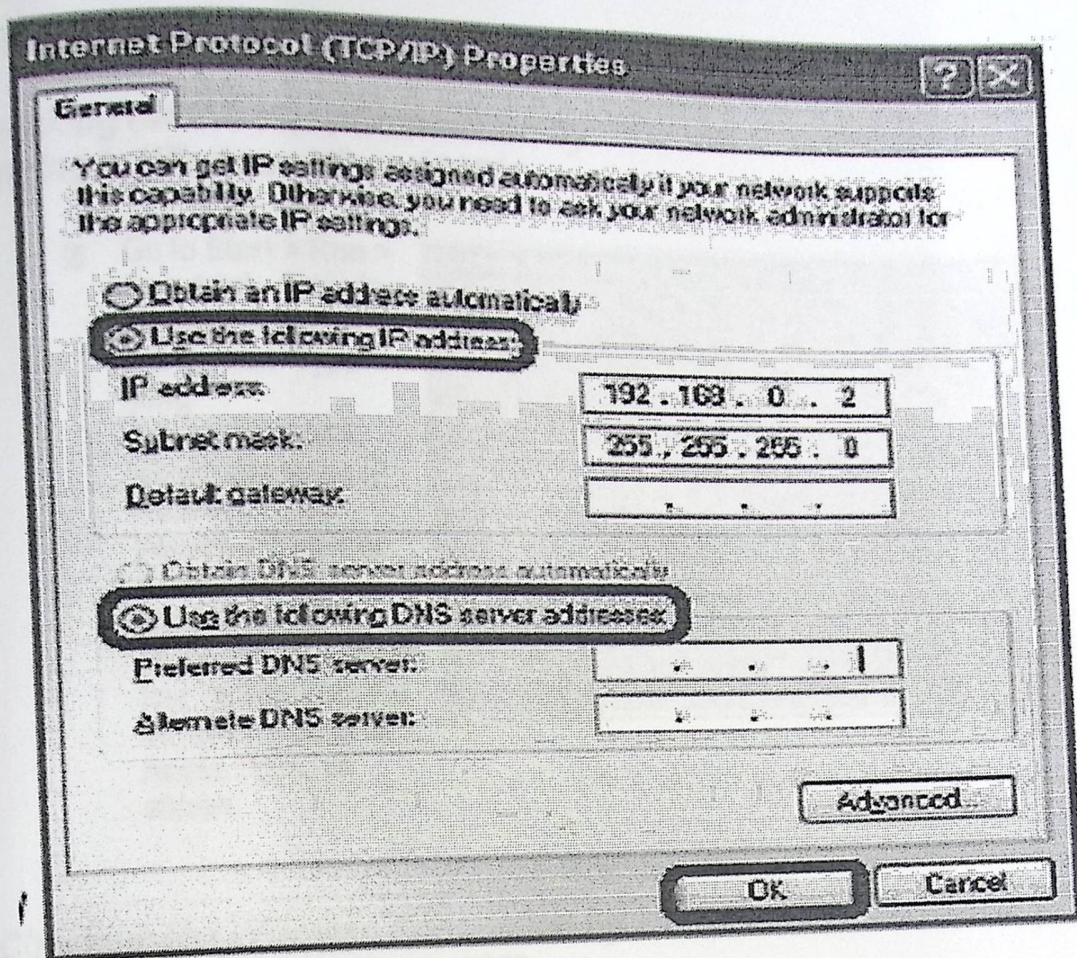 Internet Protocol (TCP/IP) Properties
General
You can get IP settings assigned automatically if your network supports
this capability. Otherwise, you need to ask your network administrator for
the appropriate IP settings.
Obtain an IP address automatically
Use the following IP address:
IP address:
192 . 168 . 0 . 2
Subnet mask:
255 . 255 . 255 . 0
Default gateway:
. . .
Obtain DNS server address automatically
Use the following DNS server addresses:
Preferred DNS server:
. . .
Alternate DNS server:
. . .
Advanced...
OK
Cancel